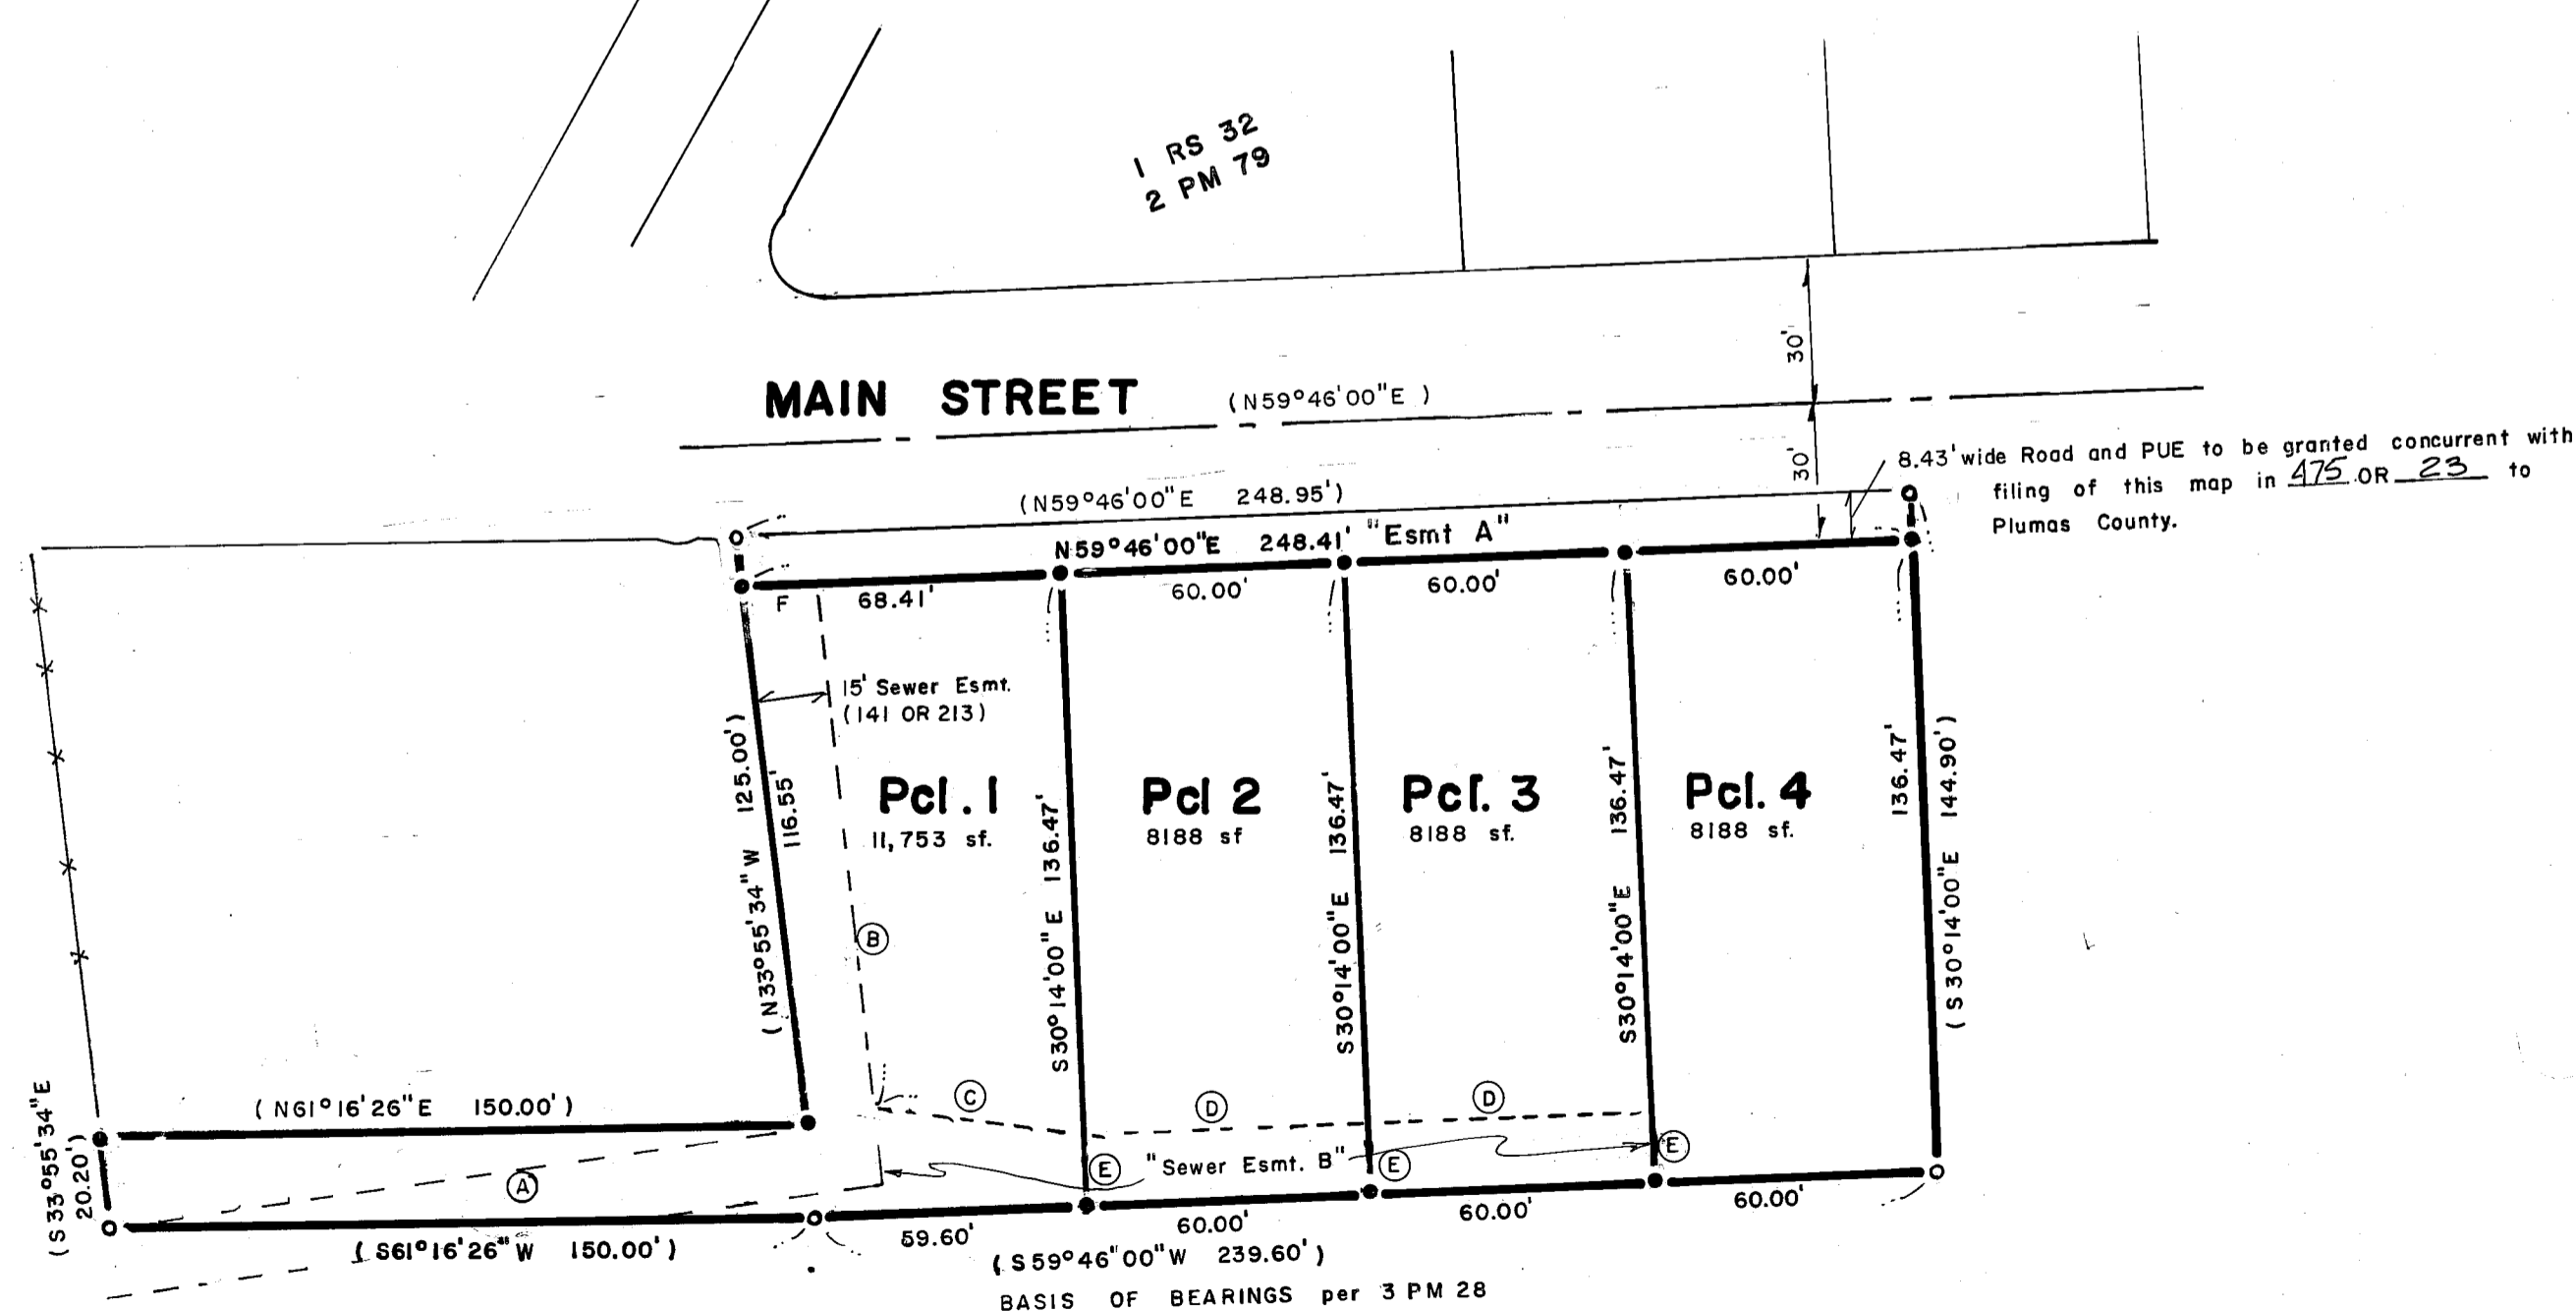 1 RS 32
2 PM 79
30'
MAIN STREET (N59°46'00"E )
30'
8.43' wide Road and PUE to be granted concurrent with
filing of this map in 475 OR 23 to
Plumas County.
(N59°46'00"E 248.95')
N59°46'00"E 248.41' "Esmt A"
F 68.41' 60.00' 60.00' 60.00'
15' Sewer Esmt.
(141 OR 213)
(N33°55'34"W 125.00')
116.55'
Pcl. 1
11,753 sf.
S30°14'00"E 136.47'
Pcl 2
8188 sf
S30°14'00"E 136.47'
Pcl. 3
8188 sf.
S30°14'00"E 136.47'
Pcl. 4
8188 sf.
136.47'
(S30°14'00"E 144.90')
B
C D D
(S33°55'34"E
20.20')
(N61°16'26"E 150.00')
A
E "Sewer Esmt. B" E E
(S61°16'26"W 150.00')
59.60' 60.00' 60.00' 60.00'
(S59°46'00"W 239.60')
BASIS OF BEARINGS per 3 PM 28